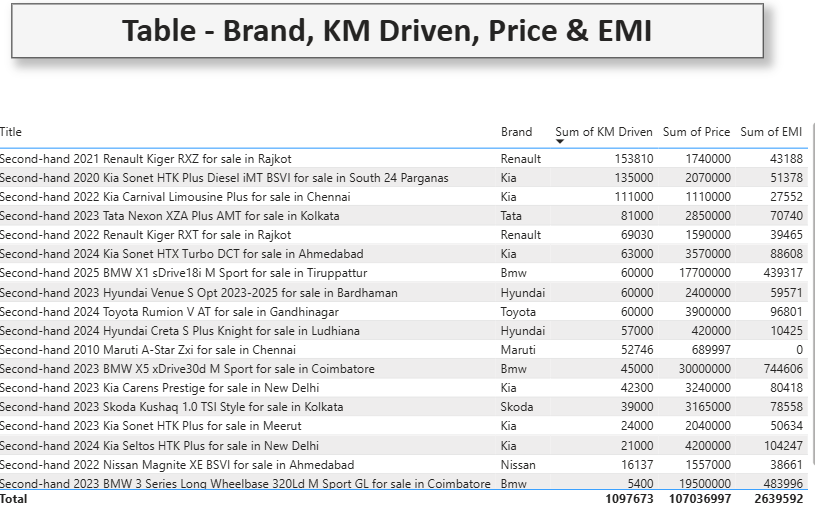 Table - Brand, KM Driven, Price & EMI
Title Brand Sum of KM Driven Sum of Price Sum of EMI
Second-hand 2021 Renault Kiger RXZ for sale in Rajkot Renault 153810 1740000 43188
Second-hand 2020 Kia Sonet HTK Plus Diesel iMT BSVI for sale in South 24 Parganas Kia 135000 2070000 51378
Second-hand 2022 Kia Carnival Limousine Plus for sale in Chennai Kia 111000 1110000 27552
Second-hand 2023 Tata Nexon XZA Plus AMT for sale in Kolkata Tata 81000 2850000 70740
Second-hand 2022 Renault Kiger RXT for sale in Rajkot Renault 69030 1590000 39465
Second-hand 2024 Kia Sonet HTX Turbo DCT for sale in Ahmedabad Kia 63000 3570000 88608
Second-hand 2025 BMW X1 sDrive18i M Sport for sale in Tiruppattur Bmw 60000 17700000 439317
Second-hand 2023 Hyundai Venue S Opt 2023-2025 for sale in Bardhaman Hyundai 60000 2400000 59571
Second-hand 2024 Toyota Rumion V AT for sale in Gandhinagar Toyota 60000 3900000 96801
Second-hand 2024 Hyundai Creta S Plus Knight for sale in Ludhiana Hyundai 57000 420000 10425
Second-hand 2010 Maruti A-Star Zxi for sale in Chennai Maruti 52746 689997 0
Second-hand 2023 BMW X5 xDrive30d M Sport for sale in Coimbatore Bmw 45000 30000000 744606
Second-hand 2023 Kia Carens Prestige for sale in New Delhi Kia 42300 3240000 80418
Second-hand 2023 Skoda Kushaq 1.0 TSI Style for sale in Kolkata Skoda 39000 3165000 78558
Second-hand 2023 Kia Sonet HTK Plus for sale in Meerut Kia 24000 2040000 50634
Second-hand 2024 Kia Seltos HTK Plus for sale in New Delhi Kia 21000 4200000 104247
Second-hand 2022 Nissan Magnite XE BSVI for sale in Ahmedabad Nissan 16137 1557000 38661
Second-hand 2023 BMW 3 Series Long Wheelbase 320Ld M Sport GL for sale in Coimbatore Bmw 5400 19500000 483996
Total 1097673 107036997 2639592